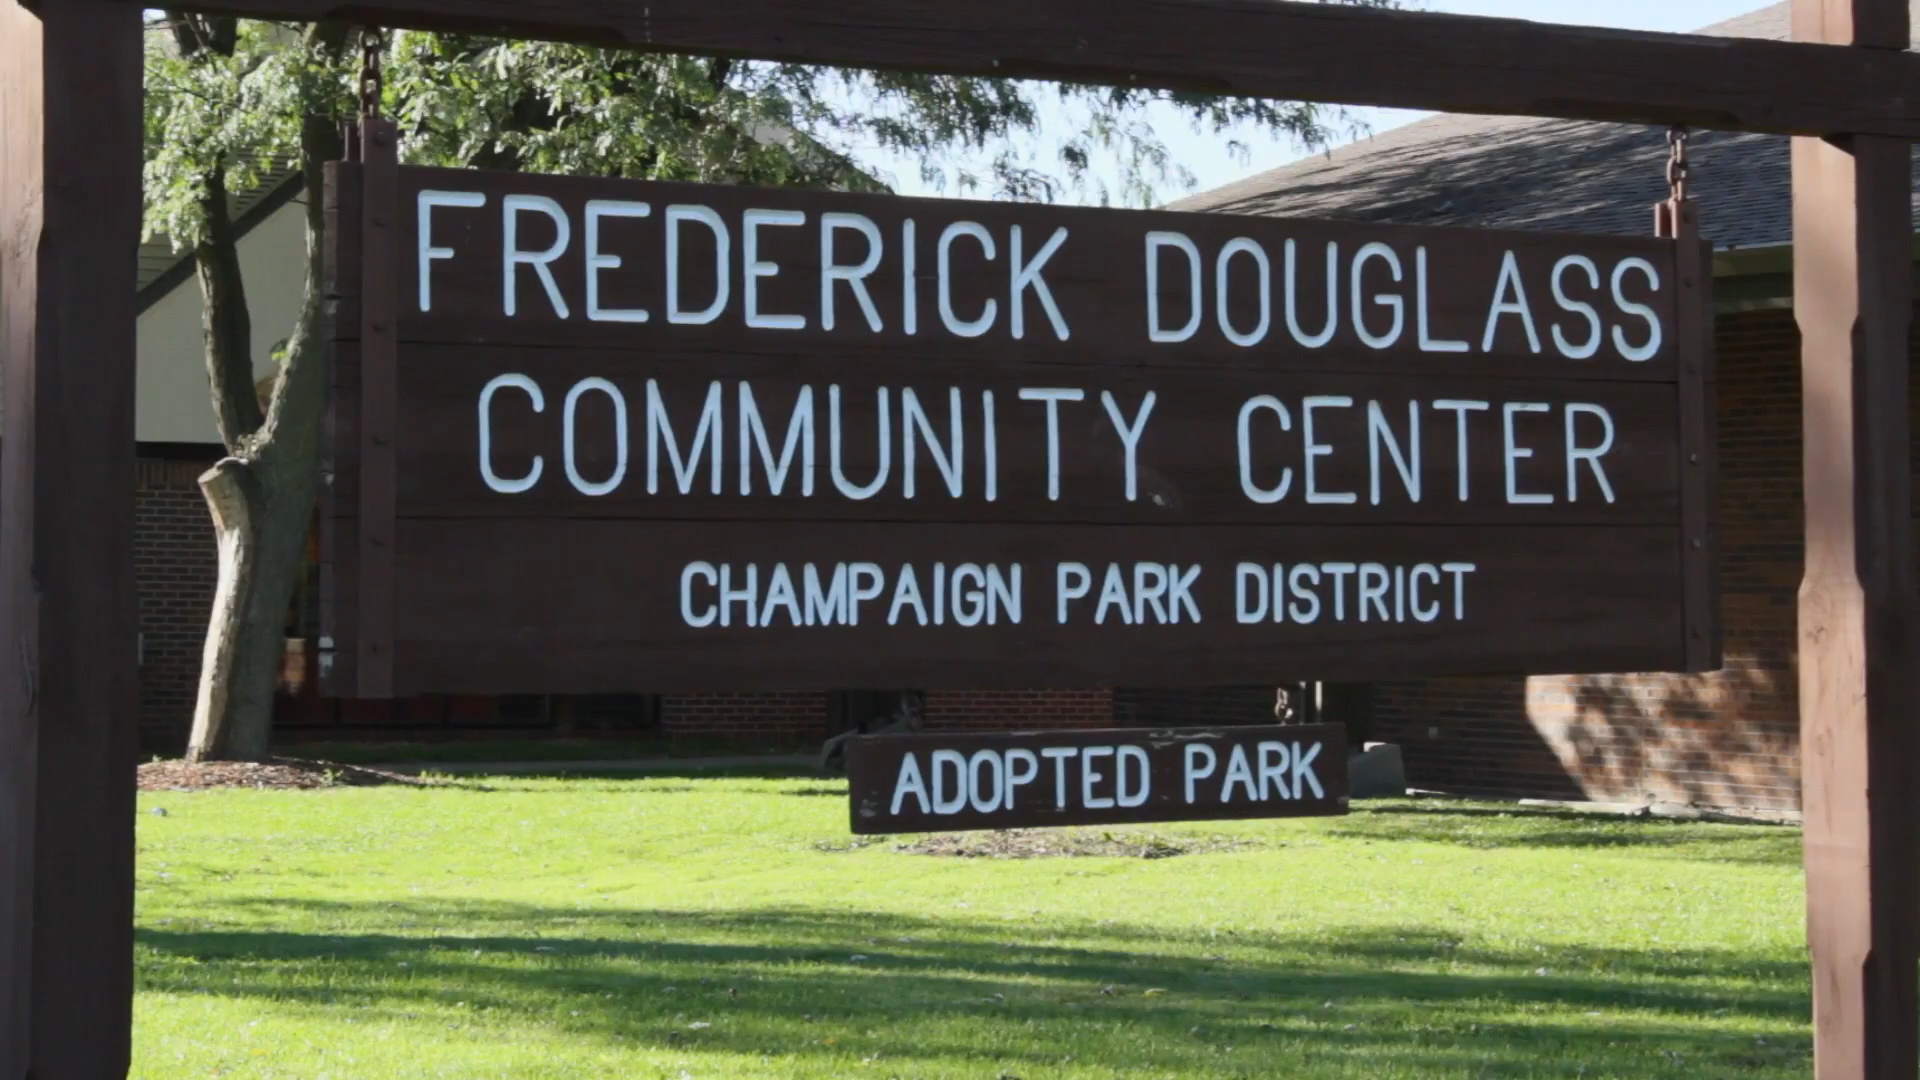 FREDERICK DOUGLASS
COMMUNITY CENTER
CHAMPAIGN PARK DISTRICT
ADOPTED PARK